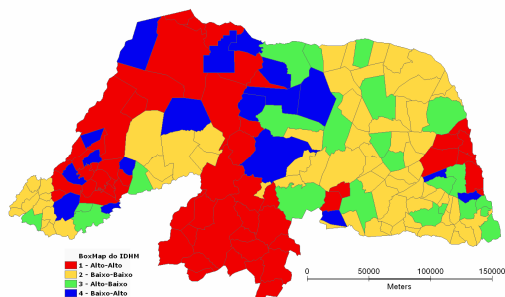 BoxMap do IDHM
1 - Alto-Alto
2 - Baixo-Baixo
3 - Alto-Baixo
4 - Baixo-Alto
0 50000 100000 150000
Meters